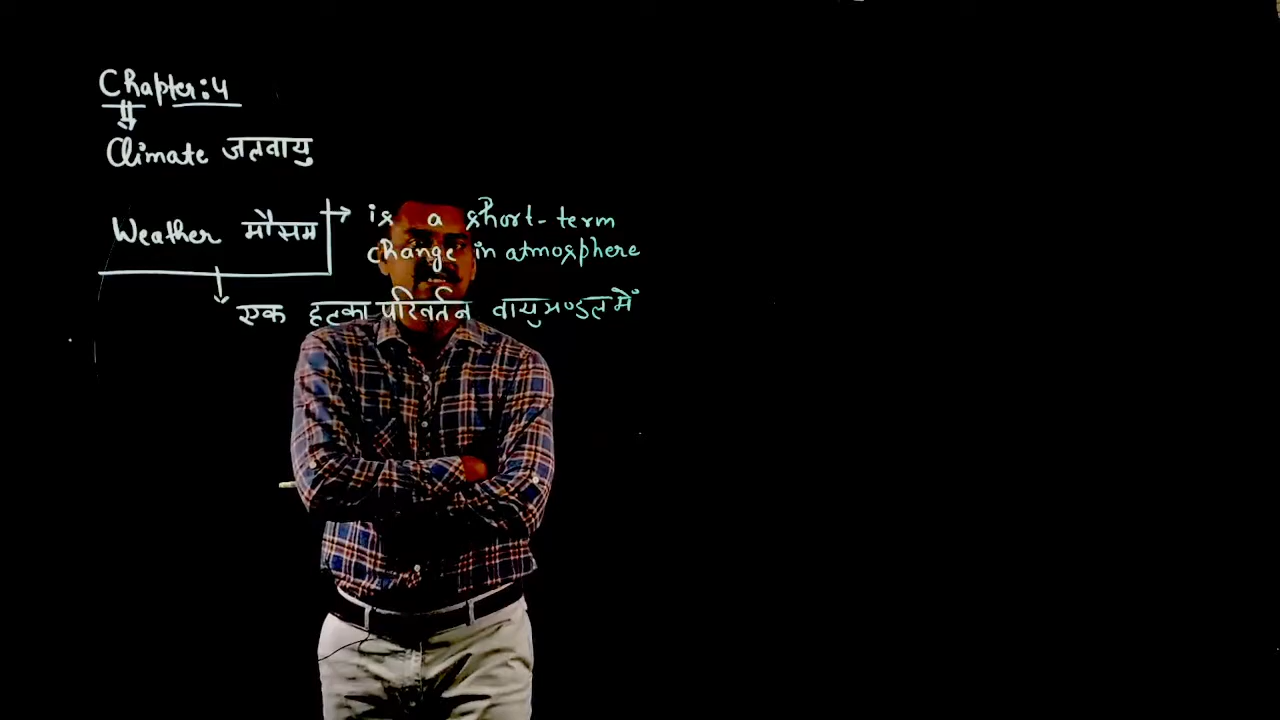 Chapter:4
Climate जलवायु
Weather मौसम → is a short-term
change in atmosphere
एक हल्का परिवर्तन वायुमण्डल में